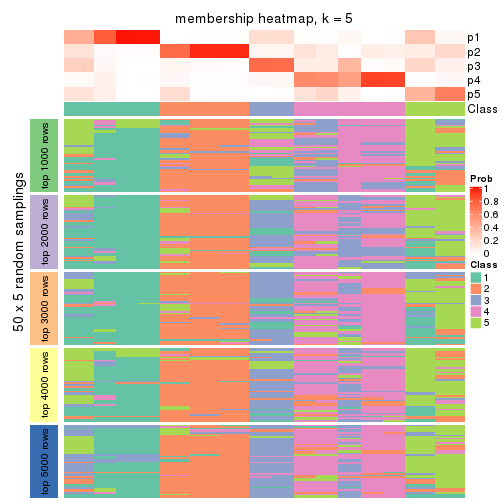 membership heatmap, k = 5
p1
p2
p3
p4
p5
Class
50 x 5 random samplings
top 1000 rows
top 2000 rows
top 3000 rows
top 4000 rows
top 5000 rows
Prob
1
0.8
0.6
0.4
0.2
0
Class
1
2
3
4
5